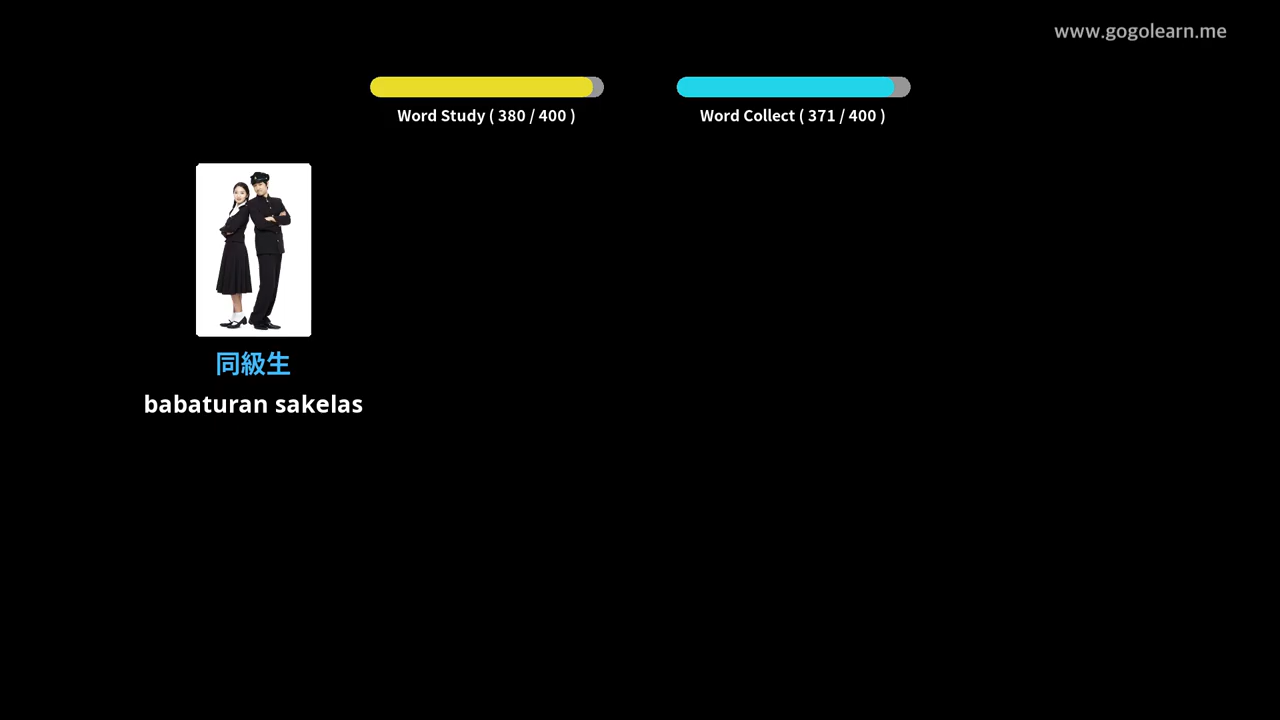 www.gogolearn.me
Word Study ( 380 / 400 )
Word Collect ( 371 / 400 )
同級生
babaturan sakelas